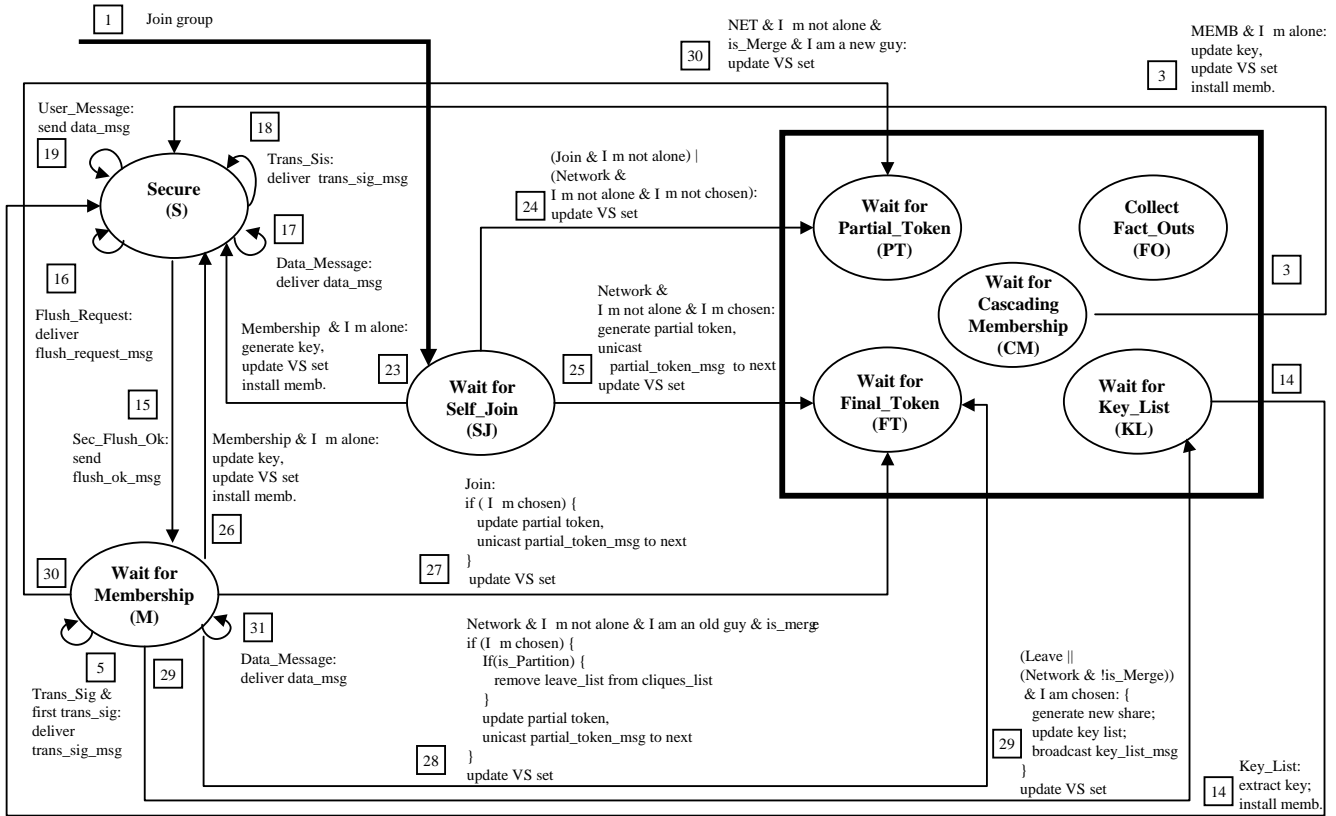 1
Join group
NET & I m not alone &
is_Merge & I am a new guy:
update VS set
30
MEMB & I m alone:
update key,
update VS set
install memb.
3
User_Message:
send data_msg
19
18
Trans_Sis:
deliver trans_sig_msg
Secure
(S)
17
Data_Message:
deliver data_msg
16
Flush_Request:
deliver
flush_request_msg
(Join & I m not alone) |
(Network &
I m not alone & I m not chosen):
update VS set
24
Wait for
Partial_Token
(PT)
Collect
Fact_Outs
(FO)
Wait for
Cascading
Membership
(CM)
3
Network &
I m not alone & I m chosen:
generate partial token,
unicast
partial_token_msg to next
update VS set
25
Membership & I m alone:
generate key,
update VS set
install memb.
23
Wait for
Self_Join
(SJ)
Wait for
Final_Token
(FT)
Wait for
Key_List
(KL)
14
15
Sec_Flush_Ok:
send
flush_ok_msg
Membership & I m alone:
update key,
update VS set
install memb.
26
Join:
if ( I m chosen) {
update partial token,
unicast partial_token_msg to next
}
update VS set
27
30
Wait for
Membership
(M)
31
Data_Message:
deliver data_msg
5
Trans_Sig &
first trans_sig:
deliver
trans_sig_msg
29
Network & I m not alone & I am an old guy & is_merge
if (I m chosen) {
If(is_Partition) {
remove leave_list from cliques_list
}
update partial token,
unicast partial_token_msg to next
}
update VS set
28
(Leave ||
(Network & !is_Merge))
& I am chosen: {
generate new share;
update key list;
broadcast key_list_msg
}
update VS set
29
Key_List:
extract key;
install memb.
14